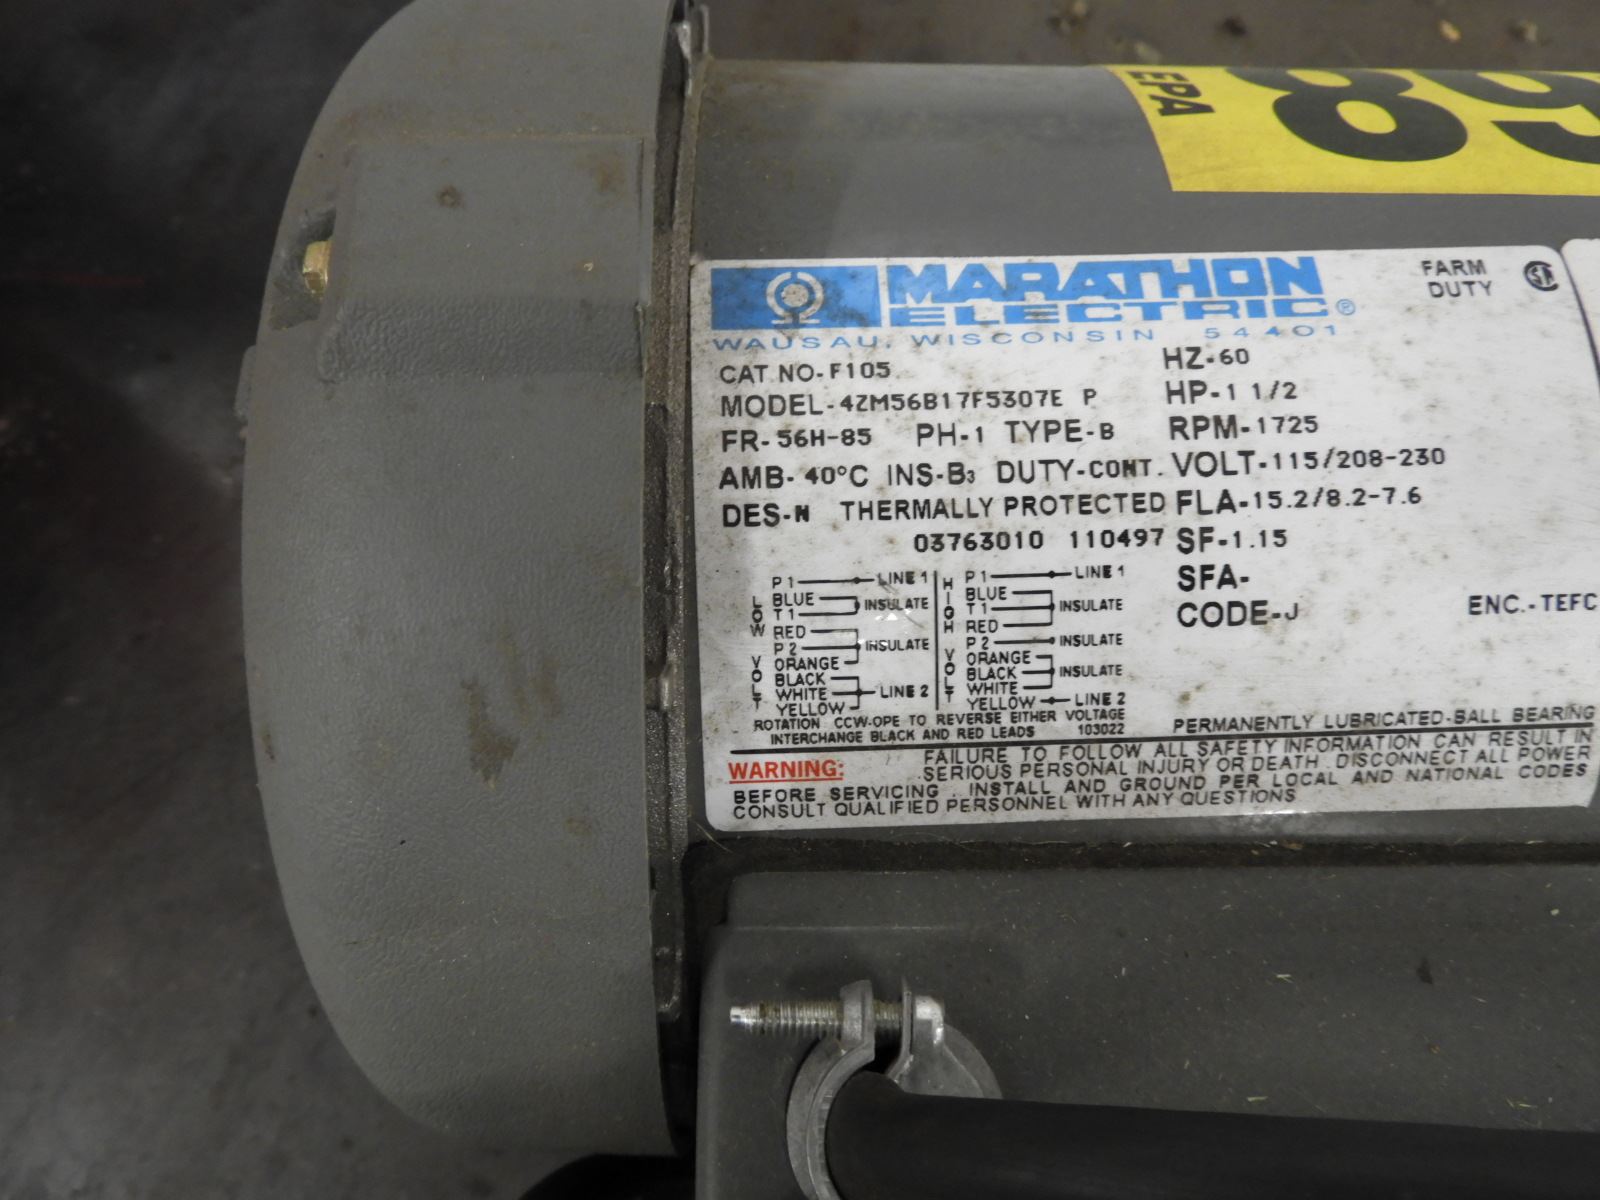 EPA
8
MARATHON
ELECTRIC®
WAUSAU, WISCONSIN 54401
FARM
DUTY
CAT NO-F105
HZ-60
MODEL-4ZM56B17F5307E P
HP-1 1/2
FR-56H-85 PH-1 TYPE-B
RPM-1725
AMB-40°C INS-B3 DUTY-CONT.
VOLT-115/208-230
DES-N THERMALLY PROTECTED
FLA-15.2/8.2-7.6
03763010 110497
SF-1.15
SFA-
CODE-J
ENC.-TEFC
LOW VOLT
P1 LINE 1
BLUE
T1 INSULATE
RED
P2 INSULATE
ORANGE
BLACK
WHITE LINE 2
YELLOW
HIGH VOLT
P1 LINE 1
BLUE
T1 INSULATE
RED
P2 INSULATE
ORANGE
BLACK INSULATE
WHITE
YELLOW LINE 2
ROTATION CCW-OPE TO REVERSE EITHER VOLTAGE
INTERCHANGE BLACK AND RED LEADS 103022
PERMANENTLY LUBRICATED-BALL BEARING
WARNING: FAILURE TO FOLLOW ALL SAFETY INFORMATION CAN RESULT IN
SERIOUS PERSONAL INJURY OR DEATH. DISCONNECT ALL POWER
BEFORE SERVICING. INSTALL AND GROUND PER LOCAL AND NATIONAL CODES
CONSULT QUALIFIED PERSONNEL WITH ANY QUESTIONS